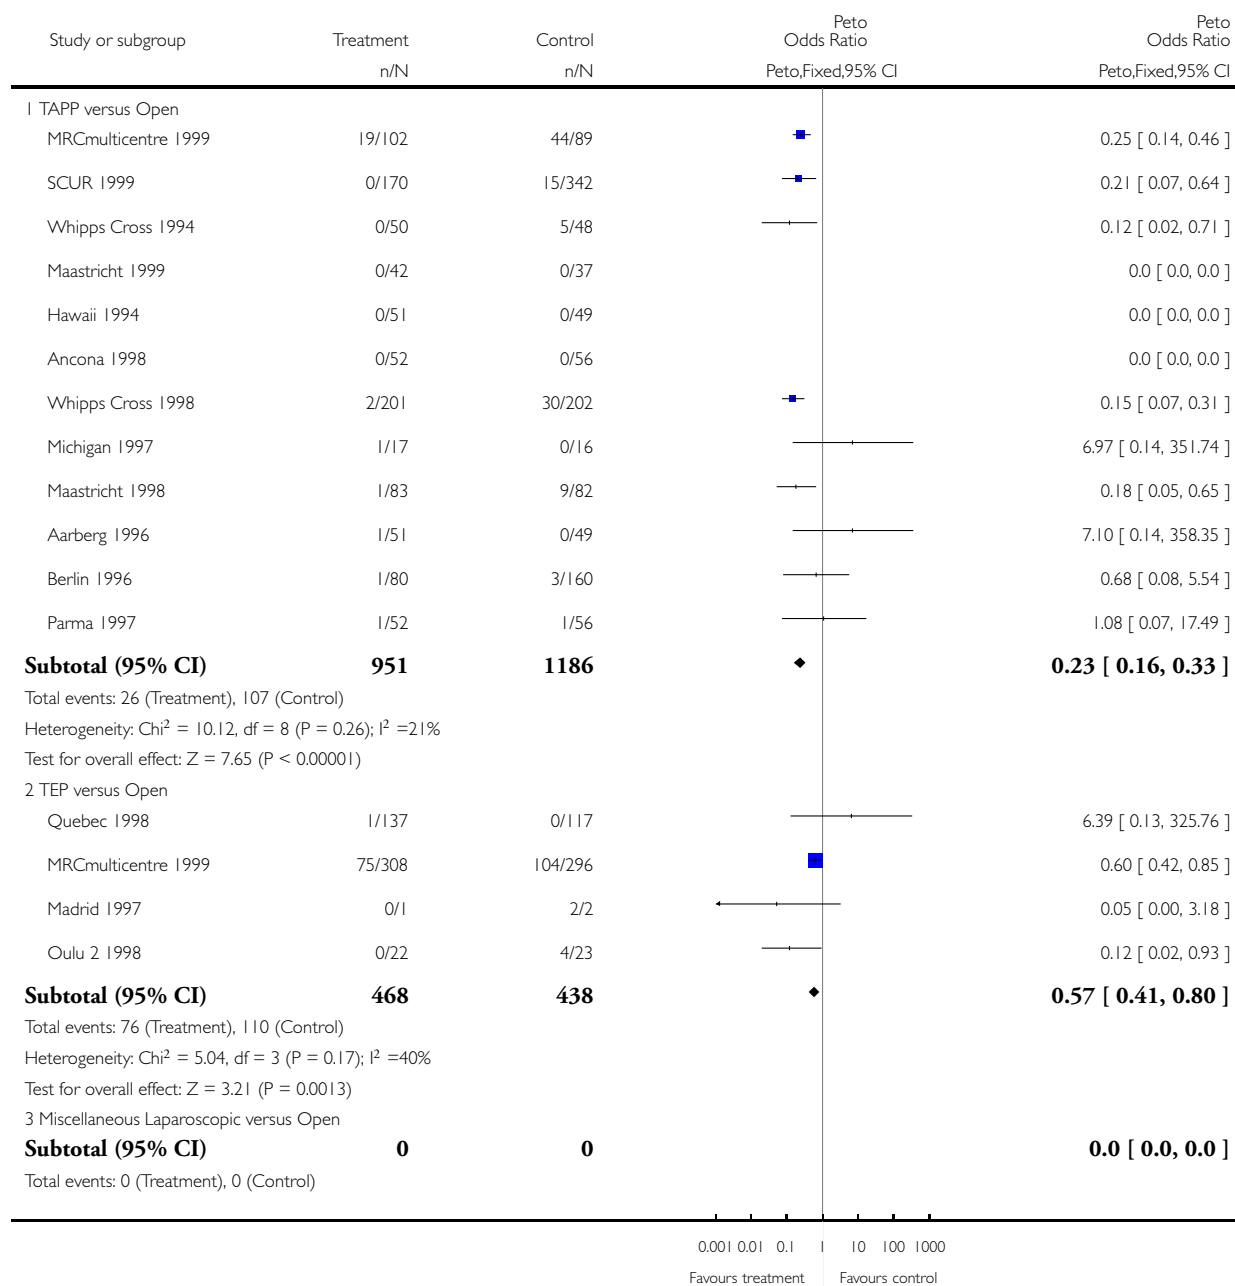 Peto Peto
Study or subgroup Treatment Control Odds Ratio Odds Ratio
n/N n/N Peto,Fixed,95% CI Peto,Fixed,95% CI
1 TAPP versus Open
MRCmulticentre 1999 19/102 44/89 0.25 [ 0.14, 0.46 ]
SCUR 1999 0/170 15/342 0.21 [ 0.07, 0.64 ]
Whipps Cross 1994 0/50 5/48 0.12 [ 0.02, 0.71 ]
Maastricht 1999 0/42 0/37 0.0 [ 0.0, 0.0 ]
Hawaii 1994 0/51 0/49 0.0 [ 0.0, 0.0 ]
Ancona 1998 0/52 0/56 0.0 [ 0.0, 0.0 ]
Whipps Cross 1998 2/201 30/202 0.15 [ 0.07, 0.31 ]
Michigan 1997 1/17 0/16 6.97 [ 0.14, 351.74 ]
Maastricht 1998 1/83 9/82 0.18 [ 0.05, 0.65 ]
Aarberg 1996 1/51 0/49 7.10 [ 0.14, 358.35 ]
Berlin 1996 1/80 3/160 0.68 [ 0.08, 5.54 ]
Parma 1997 1/52 1/56 1.08 [ 0.07, 17.49 ]
Subtotal (95% CI) 951 1186 0.23 [ 0.16, 0.33 ]
Total events: 26 (Treatment), 107 (Control)
Heterogeneity: Chi² = 10.12, df = 8 (P = 0.26); I² =21%
Test for overall effect: Z = 7.65 (P < 0.00001)
2 TEP versus Open
Quebec 1998 1/137 0/117 6.39 [ 0.13, 325.76 ]
MRCmulticentre 1999 75/308 104/296 0.60 [ 0.42, 0.85 ]
Madrid 1997 0/1 2/2 0.05 [ 0.00, 3.18 ]
Oulu 2 1998 0/22 4/23 0.12 [ 0.02, 0.93 ]
Subtotal (95% CI) 468 438 0.57 [ 0.41, 0.80 ]
Total events: 76 (Treatment), 110 (Control)
Heterogeneity: Chi² = 5.04, df = 3 (P = 0.17); I² =40%
Test for overall effect: Z = 3.21 (P = 0.0013)
3 Miscellaneous Laparoscopic versus Open
Subtotal (95% CI) 0 0 0.0 [ 0.0, 0.0 ]
Total events: 0 (Treatment), 0 (Control)
0.001 0.01 0.1 1 10 100 1000
Favours treatment Favours control